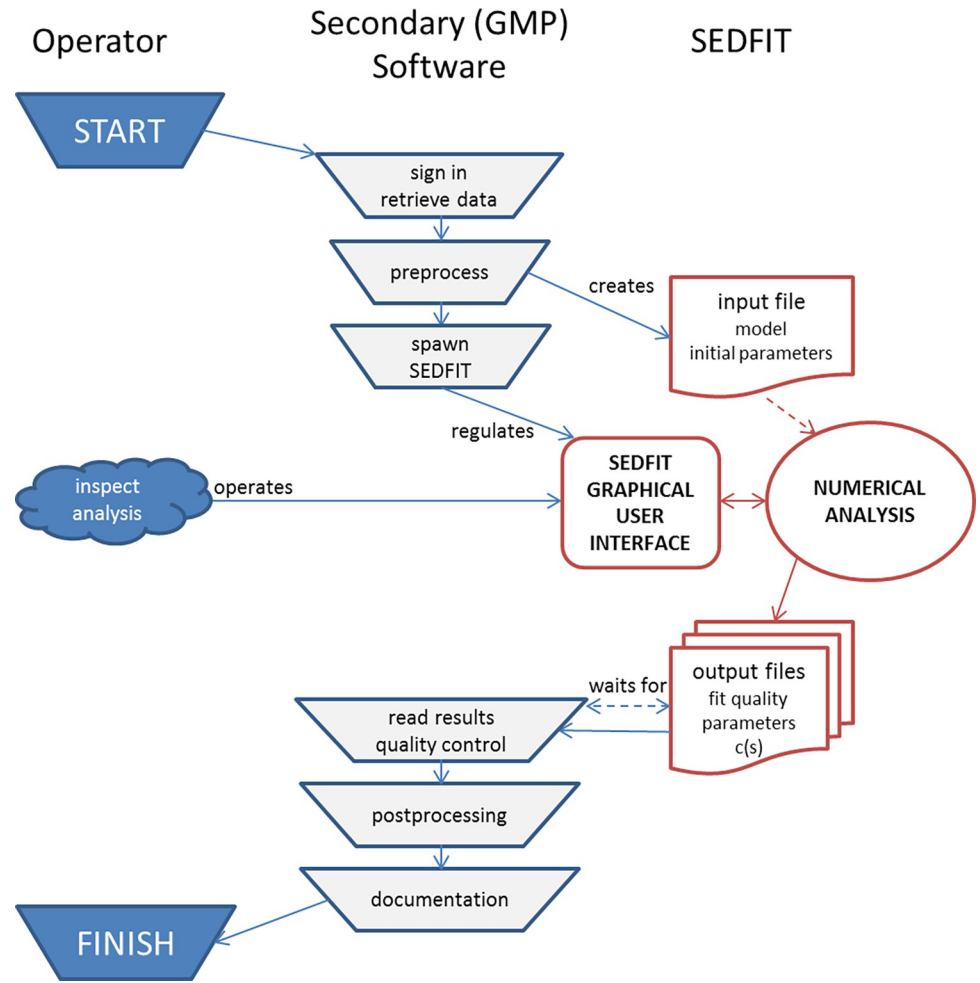 Operator
Secondary (GMP)
Software
SEDFIT
START
sign in
retrieve data
preprocess
creates
input file
model
initial parameters
spawn
SEDFIT
regulates
inspect
analysis
operates
SEDFIT
GRAPHICAL
USER
INTERFACE
NUMERICAL
ANALYSIS
waits for
output files
fit quality
parameters
c(s)
read results
quality control
postprocessing
documentation
FINISH